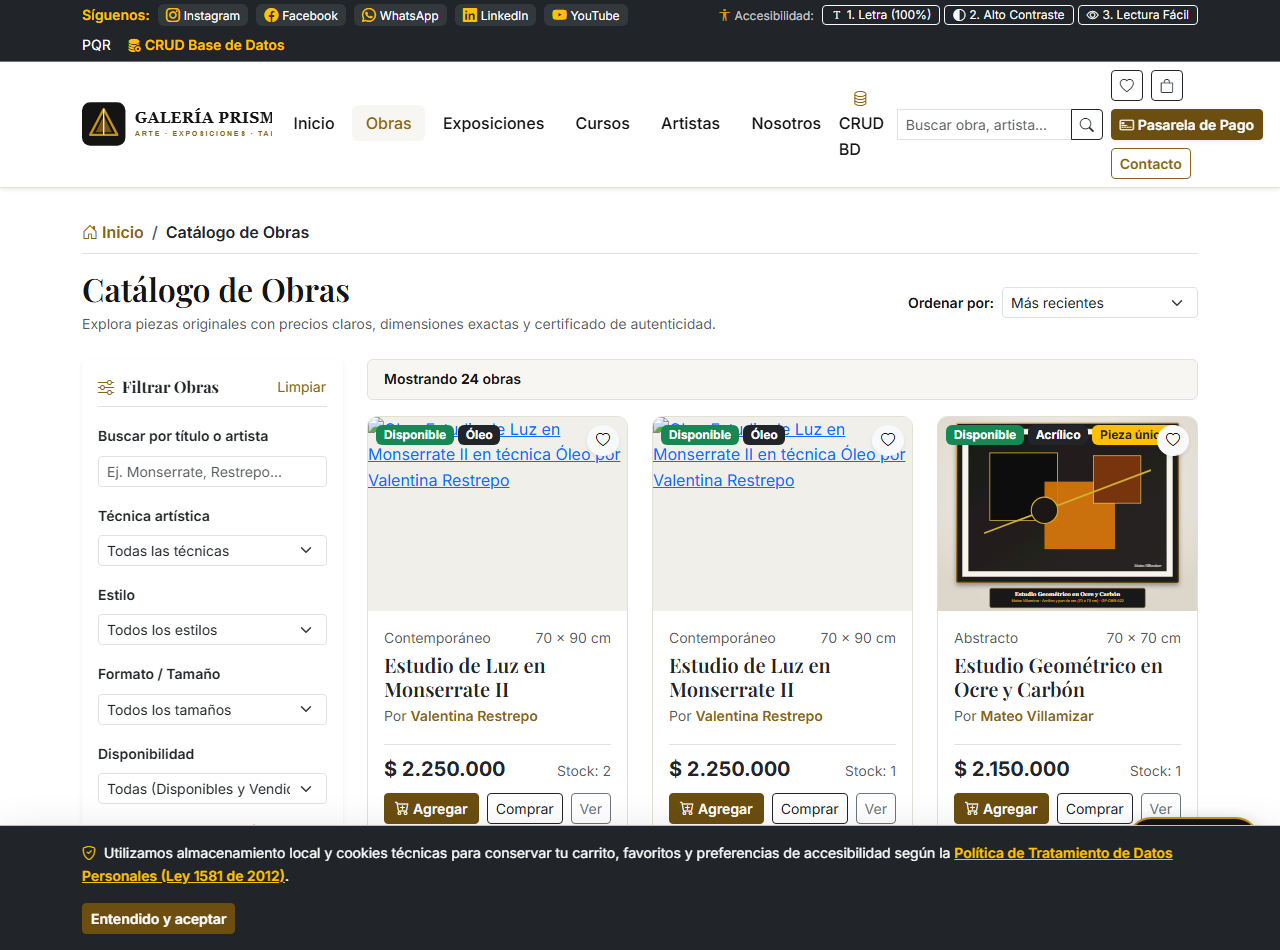 Síguenos: Instagram Facebook WhatsApp LinkedIn YouTube
Accesibilidad: T 1. Letra (100%) 2. Alto Contraste 3. Lectura Fácil
PQR CRUD Base de Datos
GALERÍA PRISM
ARTE · EXPOSICIONES · TAL
Inicio Obras Exposiciones Cursos Artistas Nosotros CRUD
BD
Buscar obra, artista...
Pasarela de Pago
Contacto
Inicio / Catálogo de Obras
Catálogo de Obras
Explora piezas originales con precios claros, dimensiones exactas y certificado de autenticidad.
Ordenar por: Más recientes
Filtrar Obras Limpiar
Buscar por título o artista
Ej. Monserrate, Restrepo...
Técnica artística
Todas las técnicas
Estilo
Todos los estilos
Formato / Tamaño
Todos los tamaños
Disponibilidad
Todas (Disponibles y Vendid
Mostrando 24 obras
Disponible Óleo
de Luz en
Monserrate II en técnica Óleo por
Valentina Restrepo
Contemporáneo 70 × 90 cm
Estudio de Luz en
Monserrate II
Por Valentina Restrepo
$ 2.250.000 Stock: 2
Agregar Comprar Ver
Disponible Óleo
de Luz en
Monserrate II en técnica Óleo por
Valentina Restrepo
Contemporáneo 70 × 90 cm
Estudio de Luz en
Monserrate II
Por Valentina Restrepo
$ 2.250.000 Stock: 1
Agregar Comprar Ver
Disponible Acrílico Pieza únic
Mateo Villamizar
Estudio Geométrico en Ocre y Carbón
Abstracto 70 × 70 cm
Estudio Geométrico en
Ocre y Carbón
Por Mateo Villamizar
$ 2.150.000 Stock: 1
Agregar Comprar Ver
Utilizamos almacenamiento local y cookies técnicas para conservar tu carrito, favoritos y preferencias de accesibilidad según la Política de Tratamiento de Datos
Personales (Ley 1581 de 2012).
Entendido y aceptar